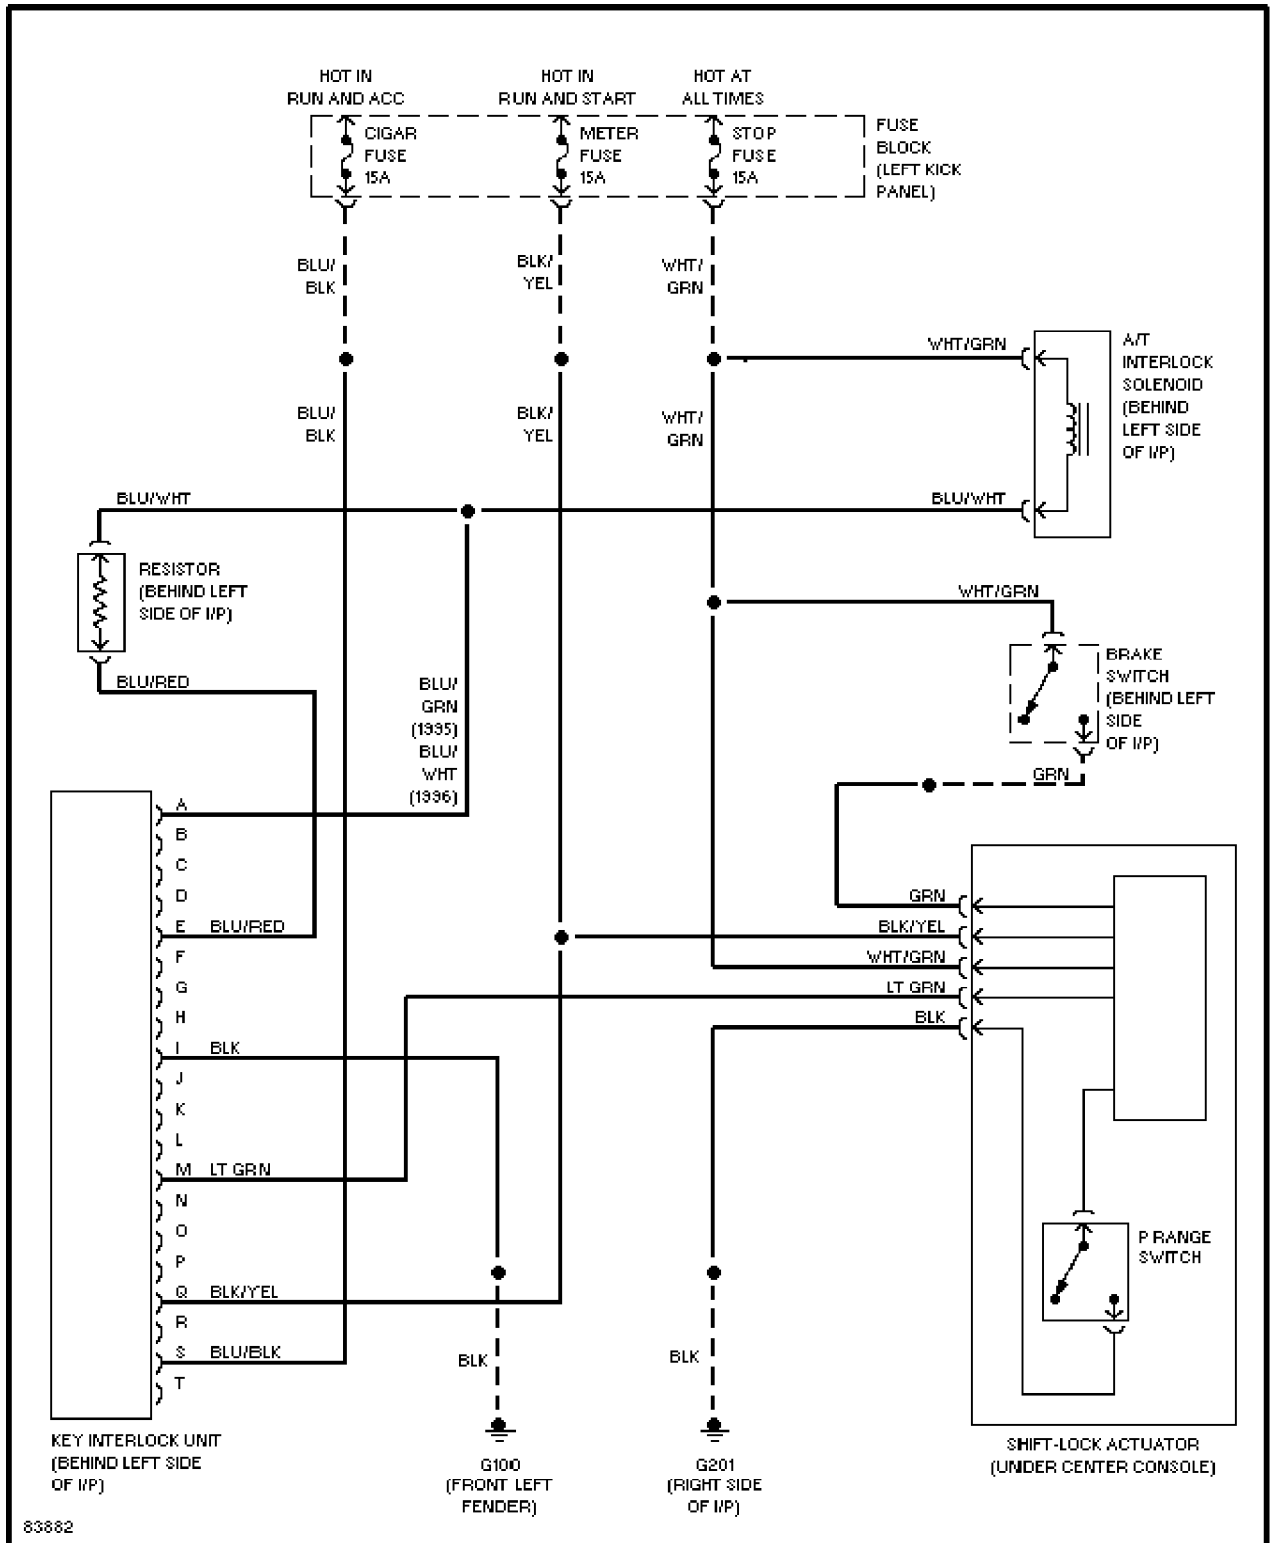 HOT IN
RUN AND ACC
HOT IN
RUN AND START
HOT AT
ALL TIMES
CIGAR
FUSE
15A
METER
FUSE
15A
STOP
FUSE
15A
FUSE
BLOCK
(LEFT KICK
PANEL)
BLU/
BLK
BLK/
YEL
WHT/
GRN
WHT/GRN
A/T
INTERLOCK
SOLENOID
(BEHIND
LEFT SIDE
OF I/P)
BLU/
BLK
BLK/
YEL
WHT/
GRN
BLU/WHT
BLU/WHT
RESISTOR
(BEHIND LEFT
SIDE OF I/P)
WHT/GRN
BRAKE
SWITCH
(BEHIND LEFT
SIDE
OF I/P)
BLU/RED
BLU/
GRN
(1995)
BLU/
WHT
(1996)
GRN
A
B
C
D
E BLU/RED
F
G
H
I BLK
J
K
L
M LT GRN
N
O
P
Q BLK/YEL
R
S BLU/BLK
T
GRN
BLK/YEL
WHT/GRN
LT GRN
BLK
P RANGE
SWITCH
BLK
BLK
KEY INTERLOCK UNIT
(BEHIND LEFT SIDE
OF I/P)
G100
(FRONT LEFT
FENDER)
G201
(RIGHT SIDE
OF I/P)
SHIFT-LOCK ACTUATOR
(UNDER CENTER CONSOLE)
83882